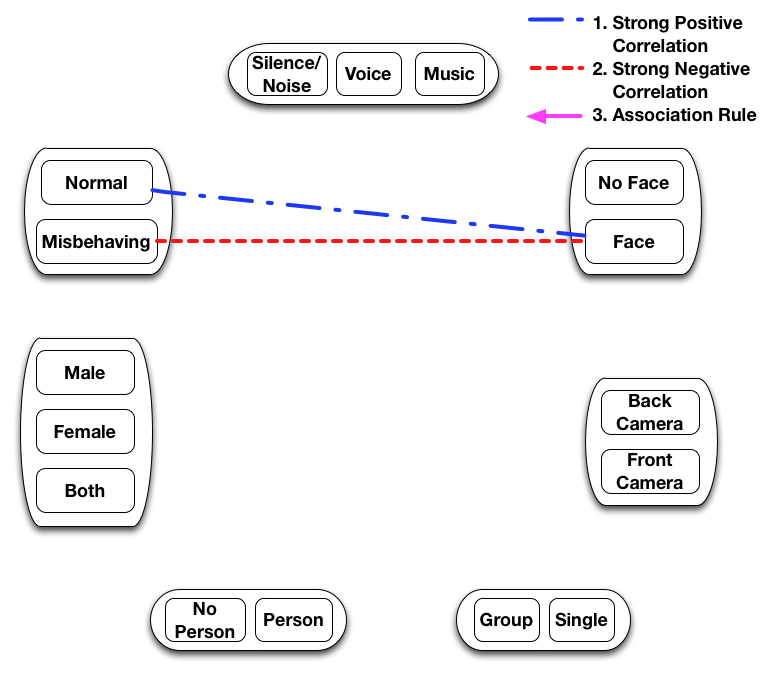 1. Strong Positive
Correlation
2. Strong Negative
Correlation
3. Association Rule
Silence/
Noise
Voice
Music
Normal
Misbehaving
No Face
Face
Male
Female
Both
Back
Camera
Front
Camera
No
Person
Person
Group
Single